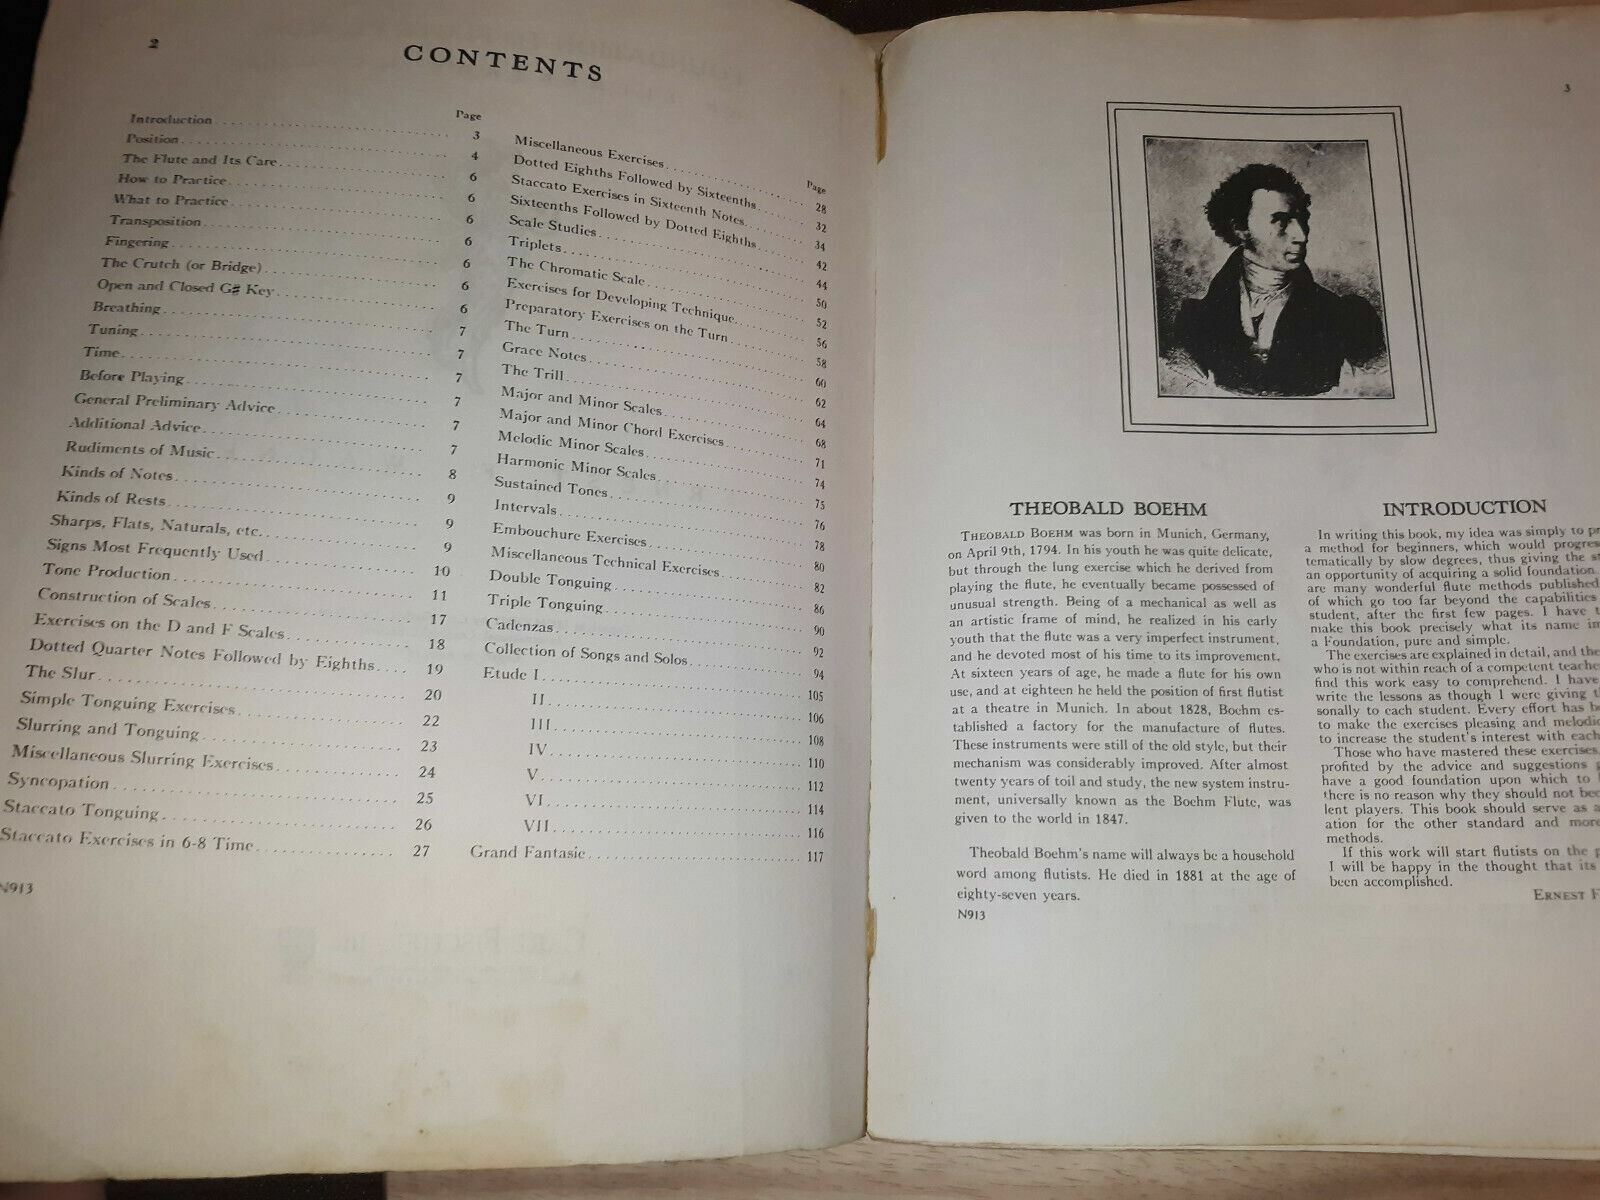 2
CONTENTS
Page
Introduction 3
Position 4
The Flute and Its Care 6
How to Practice 6
What to Practice 6
Transposition 6
Fingering 6
The Crutch (or Bridge) 6
Open and Closed G♯ Key 6
Breathing 7
Tuning 7
Time 7
Before Playing 7
General Preliminary Advice 7
Additional Advice 7
Rudiments of Music 8
Kinds of Notes 9
Kinds of Rests 9
Sharps, Flats, Naturals, etc. 9
Signs Most Frequently Used 10
Tone Production 11
Construction of Scales 17
Exercises on the D and F Scales 18
Dotted Quarter Notes Followed by Eighths 19
The Slur 20
Simple Tonguing Exercises 22
Slurring and Tonguing 23
Miscellaneous Slurring Exercises 24
Syncopation 25
Staccato Tonguing 26
Staccato Exercises in 6-8 Time 27
N913
Page
Miscellaneous Exercises 28
Dotted Eighths Followed by Sixteenths 32
Staccato Exercises in Sixteenth Notes 34
Sixteenths Followed by Dotted Eighths 42
Scale Studies 44
Triplets 50
The Chromatic Scale 52
Exercises for Developing Technique 56
Preparatory Exercises on the Turn 58
The Turn 60
Grace Notes 62
The Trill 64
Major and Minor Scales 68
Major and Minor Chord Exercises 71
Melodic Minor Scales 74
Harmonic Minor Scales 75
Sustained Tones 76
Intervals 78
Embouchure Exercises 80
Miscellaneous Technical Exercises 82
Double Tonguing 86
Triple Tonguing 90
Cadenzas 92
Collection of Songs and Solos 94
Etude I 105
II 106
III 108
IV 110
V 112
VI 114
VII 116
Grand Fantasie 117
3
THEOBALD BOEHM
THEOBALD BOEHM was born in Munich, Germany,
on April 9th, 1794. In his youth he was quite delicate,
but through the lung exercise which he derived from
playing the flute, he eventually became possessed of
unusual strength. Being of a mechanical as well as
an artistic frame of mind, he realized in his early
youth that the flute was a very imperfect instrument,
and he devoted most of his time to its improvement.
At sixteen years of age, he made a flute for his own
use, and at eighteen he held the position of first flutist
at a theatre in Munich. In about 1828, Boehm es-
tablished a factory for the manufacture of flutes.
These instruments were still of the old style, but their
mechanism was considerably improved. After almost
twenty years of toil and study, the new system instru-
ment, universally known as the Boehm Flute, was
given to the world in 1847.
Theobald Boehm's name will always be a household
word among flutists. He died in 1881 at the age of
eighty-seven years.
N913
INTRODUCTION
In writing this book, my idea was simply to pr
a method for beginners, which would progres
tematically by slow degrees, thus giving the s
an opportunity of acquiring a solid foundation.
are many wonderful flute methods published
of which go too far beyond the capabilities
student, after the first few pages. I have t
make this book precisely what its name im
a Foundation, pure and simple.
The exercises are explained in detail, and the
who is not within reach of a competent teache
find this work easy to comprehend. I have
write the lessons as though I were giving t
sonally to each student. Every effort has b
to make the exercises pleasing and melodic
to increase the student's interest with each
Those who have mastered these exercises,
profited by the advice and suggestions
have a good foundation upon which to
there is no reason why they should not bec
lent players. This book should serve as a
ation for the other standard and more
methods.
If this work will start flutists on the
I will be happy in the thought that its
been accomplished.
ERNEST F